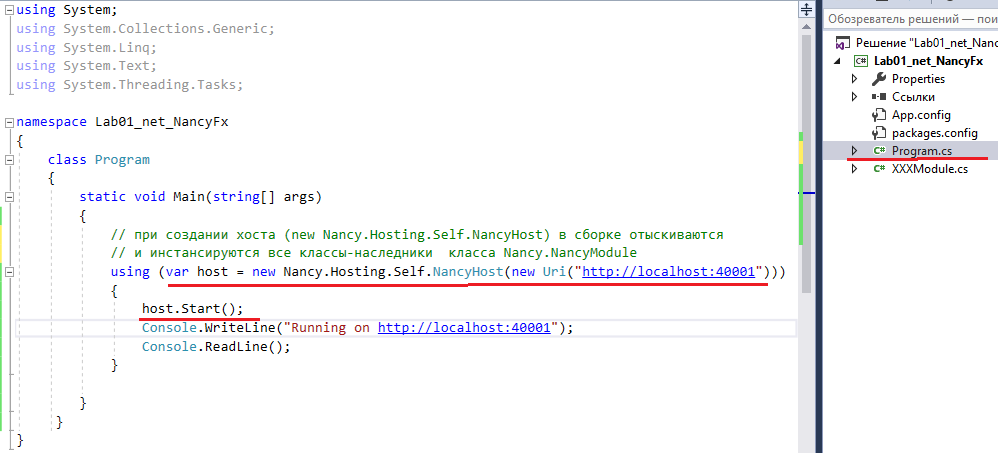 using System;
using System.Collections.Generic;
using System.Linq;
using System.Text;
using System.Threading.Tasks;
namespace Lab01_net_NancyFx
{
class Program
{
static void Main(string[] args)
{
// при создании хоста (new Nancy.Hosting.Self.NancyHost) в сборке отыскиваются
// и инстансируются все классы-наследники  класса Nancy.NancyModule
using (var host = new Nancy.Hosting.Self.NancyHost(new Uri("http://localhost:40001")))
{
host.Start();
Console.WriteLine("Running on http://localhost:40001");
Console.ReadLine();
}
}
}
}
Обозреватель решений — пои
Решение "Lab01_net_Nanc
Lab01_net_NancyFx
Properties
Ссылки
App.config
packages.config
Program.cs
XXXModule.cs